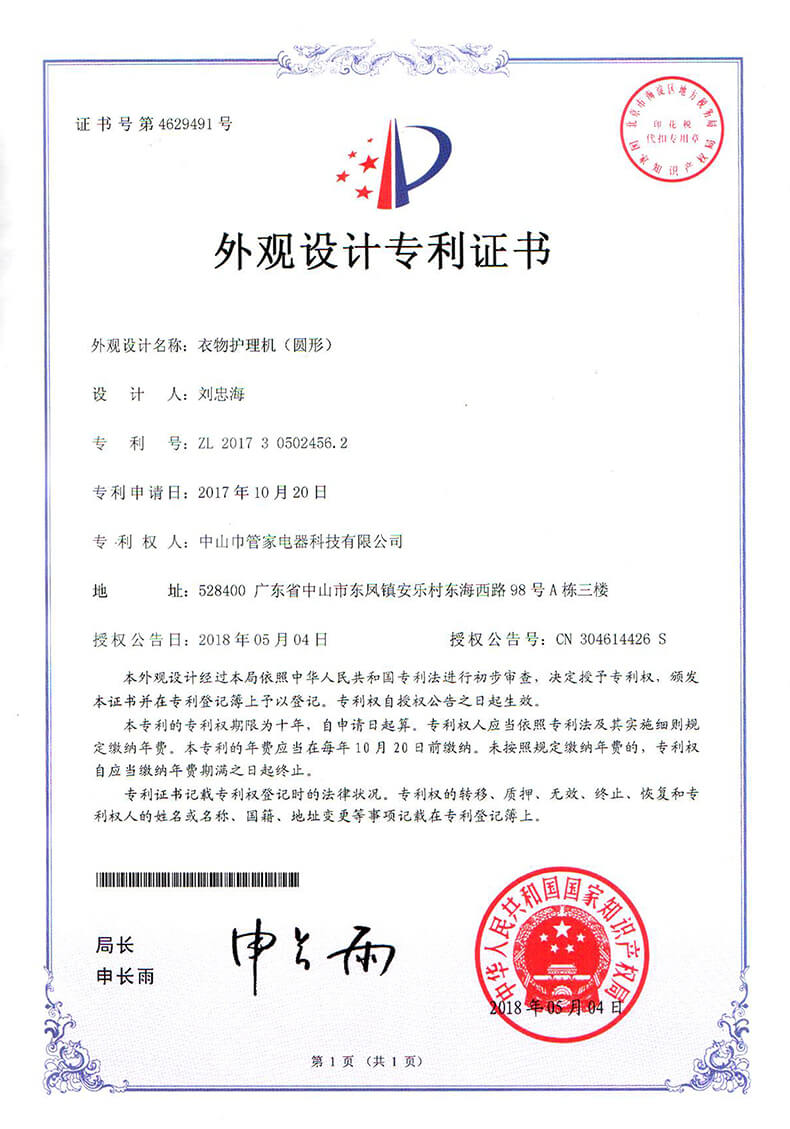 证书号第4629491号
北京市海淀区地方税务局
印花税
代扣专用章
国家知识产权局
外观设计专利证书
外观设计名称：衣物护理机（圆形）
设 计 人：刘忠海
专 利 号：ZL 2017 3 0502456.2
专利申请日：2017年10月20日
专 利 权 人：中山巾管家电器科技有限公司
地 址：528400 广东省中山市东凤镇安乐村东海西路98号A栋三楼
授权公告日：2018年05月04日 授权公告号：CN 304614426 S
本外观设计经过本局依照中华人民共和国专利法进行初步审查，决定授予专利权，颁发
本证书并在专利登记簿上予以登记。专利权自授权公告之日起生效。
本专利的专利权期限为十年，自申请日起算。专利权人应当依照专利法及其实施细则规
定缴纳年费。本专利的年费应当在每年10月20日前缴纳。未按照规定缴纳年费的，专利权
自应当缴纳年费期满之日起终止。
专利证书记载专利权登记时的法律状况。专利权的转移、质押、无效、终止、恢复和专
利权人的姓名或名称、国籍、地址变更等事项记载在专利登记簿上。
局长
申长雨
申长雨
中华人民共和国国家知识产权局
2018年05月04日
第1页（共1页）